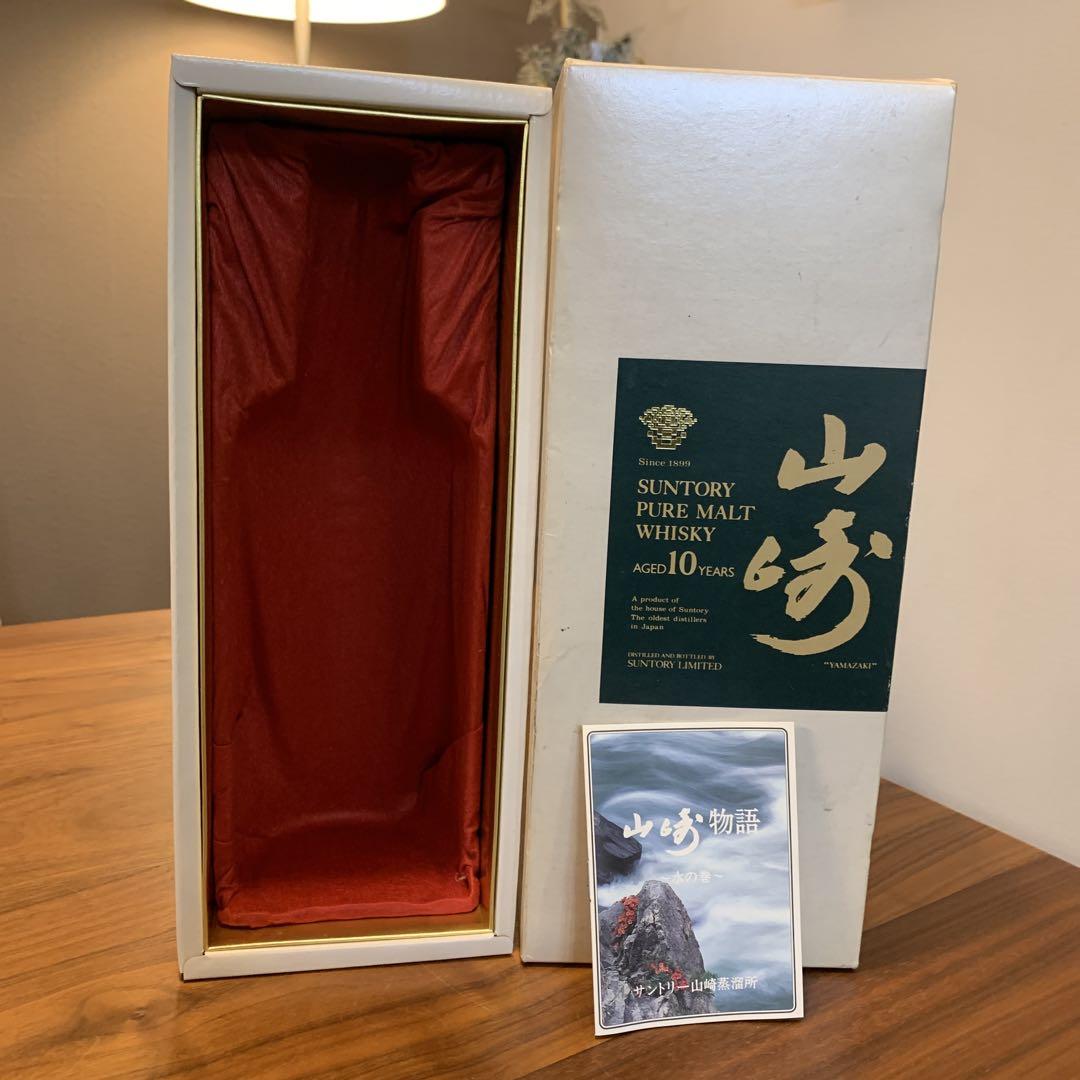 Since 1899
SUNTORY
PURE MALT
WHISKY
AGED 10 YEARS
A product of
the house of Suntory
The oldest distillers
in Japan
DISTILLED AND BOTTLED BY
SUNTORY LIMITED
山崎
"YAMAZAKI"
山崎物語
~水の巻~
サントリー山崎蒸溜所